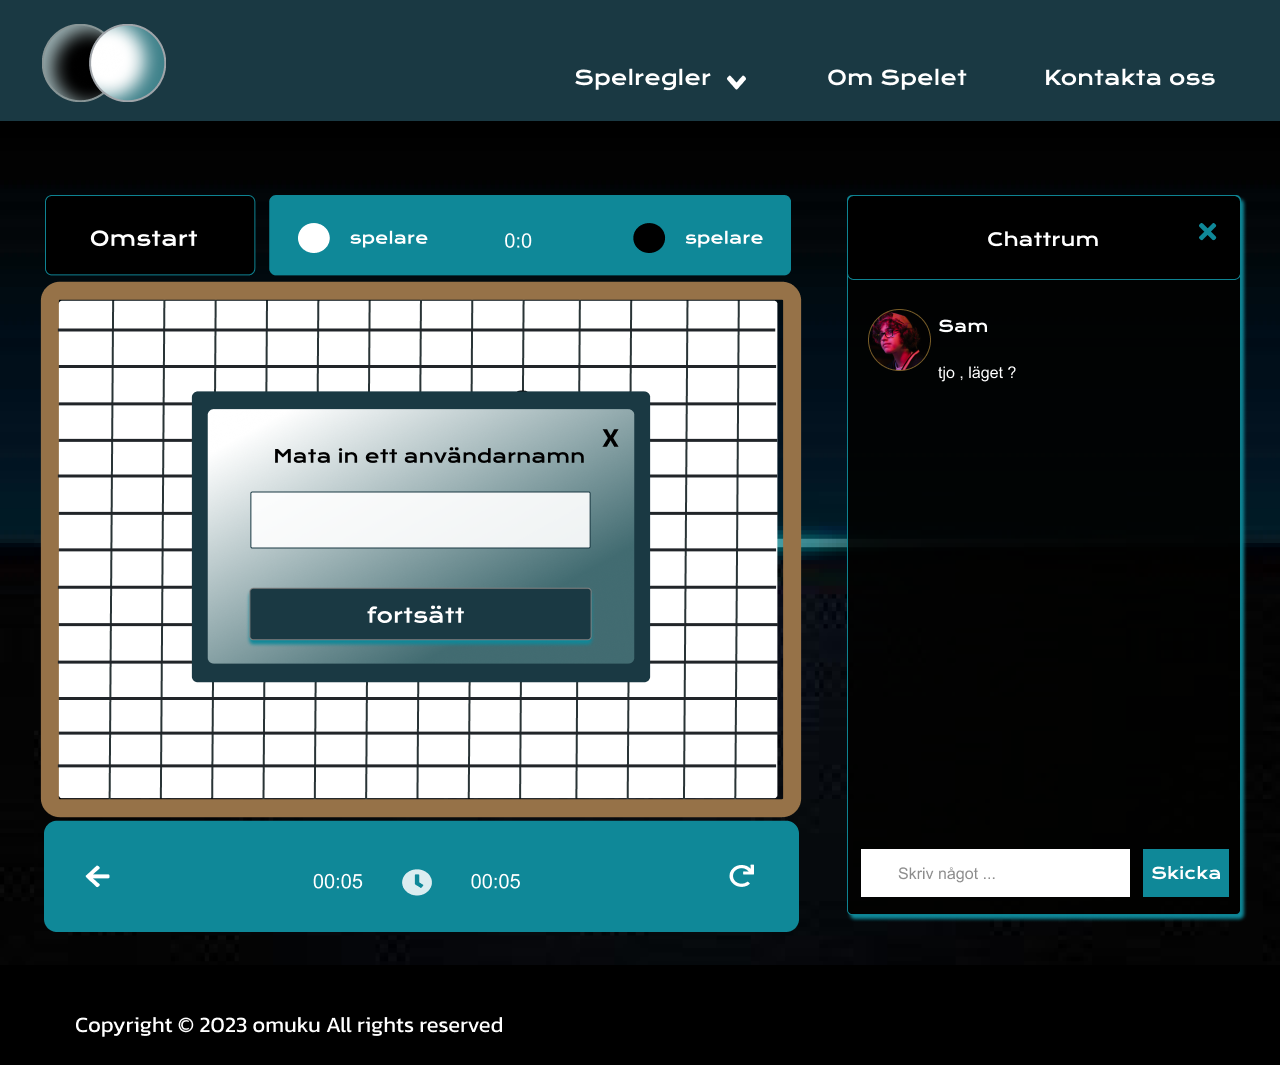 Spelregler
Om Spelet
Kontakta oss
Omstart
spelare
0:0
spelare
Chattrum
Sam
tjo , läget ?
X
Mata in ett användarnamn
fortsätt
Skriv något ...
Skicka
00:05
00:05
Copyright © 2023 omuku All rights reserved